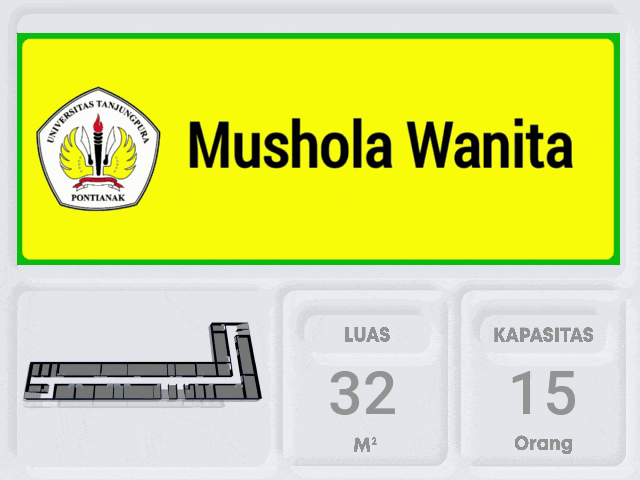 UNIVERSITAS TANJUNGPURA
PONTIANAK
Mushola Wanita
LUAS
32
M²
KAPASITAS
15
Orang